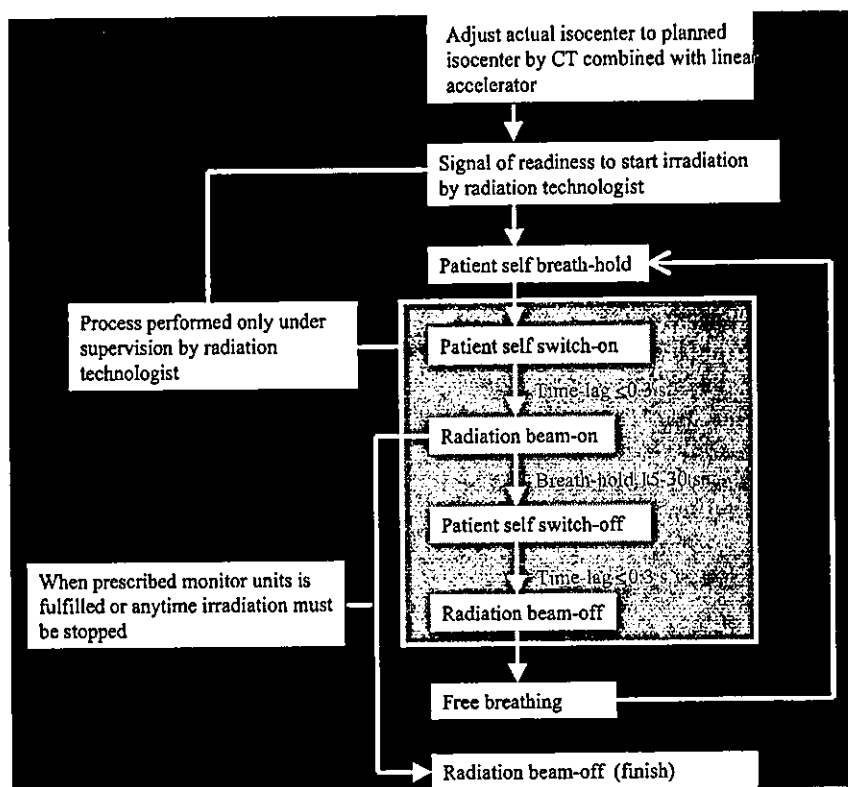 Adjust actual isocenter to planned
isocenter by CT combined with linear
accelerator
Signal of readiness to start irradiation
by radiation technologist
Patient self breath-hold
Process performed only under
supervision by radiation
technologist
Patient self switch-on
Time-lag ≤0.3 s
Radiation beam-on
Breath-hold 15-30 s
Patient self switch-off
Time-lag ≤0.3 s
When prescribed monitor units is
fulfilled or anytime irradiation must
be stopped
Radiation beam-off
Free breathing
Radiation beam-off (finish)